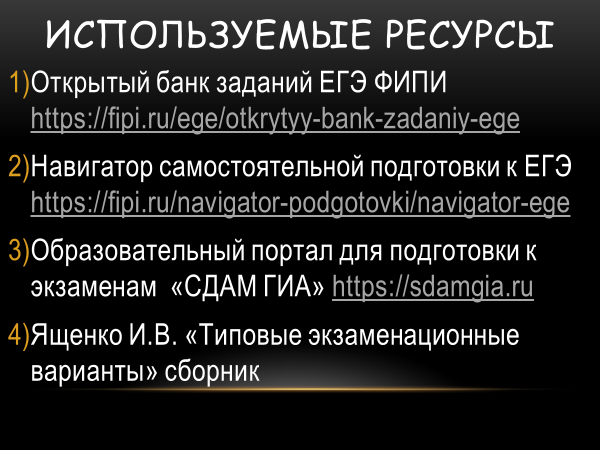 ИСПОЛЬЗУЕМЫЕ РЕСУРСЫ
1)Открытый банк заданий ЕГЭ ФИПИ
https://fipi.ru/ege/otkrytyy-bank-zadaniy-ege
2)Навигатор самостоятельной подготовки к ЕГЭ
https://fipi.ru/navigator-podgotovki/navigator-ege
3)Образовательный портал для подготовки к
экзаменам «СДАМ ГИА» https://sdamgia.ru
4)Ященко И.В. «Типовые экзаменационные
варианты» сборник